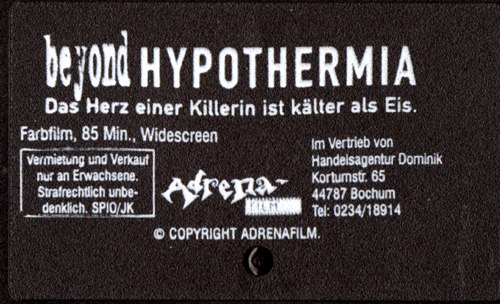 beyond HYPOTHERMIA
Das Herz einer Killerin ist kälter als Eis.
Farbfilm, 85 Min., Widescreen
Vermietung und Verkauf
nur an Erwachsene.
Strafrechtlich unbe-
denklich. SPIO/JK
Adrena-
FILM
Im Vertrieb von
Handelsagentur Dominik
Kortumstr. 65
44787 Bochum
Tel: 0234/18914
© COPYRIGHT ADRENAFILM.